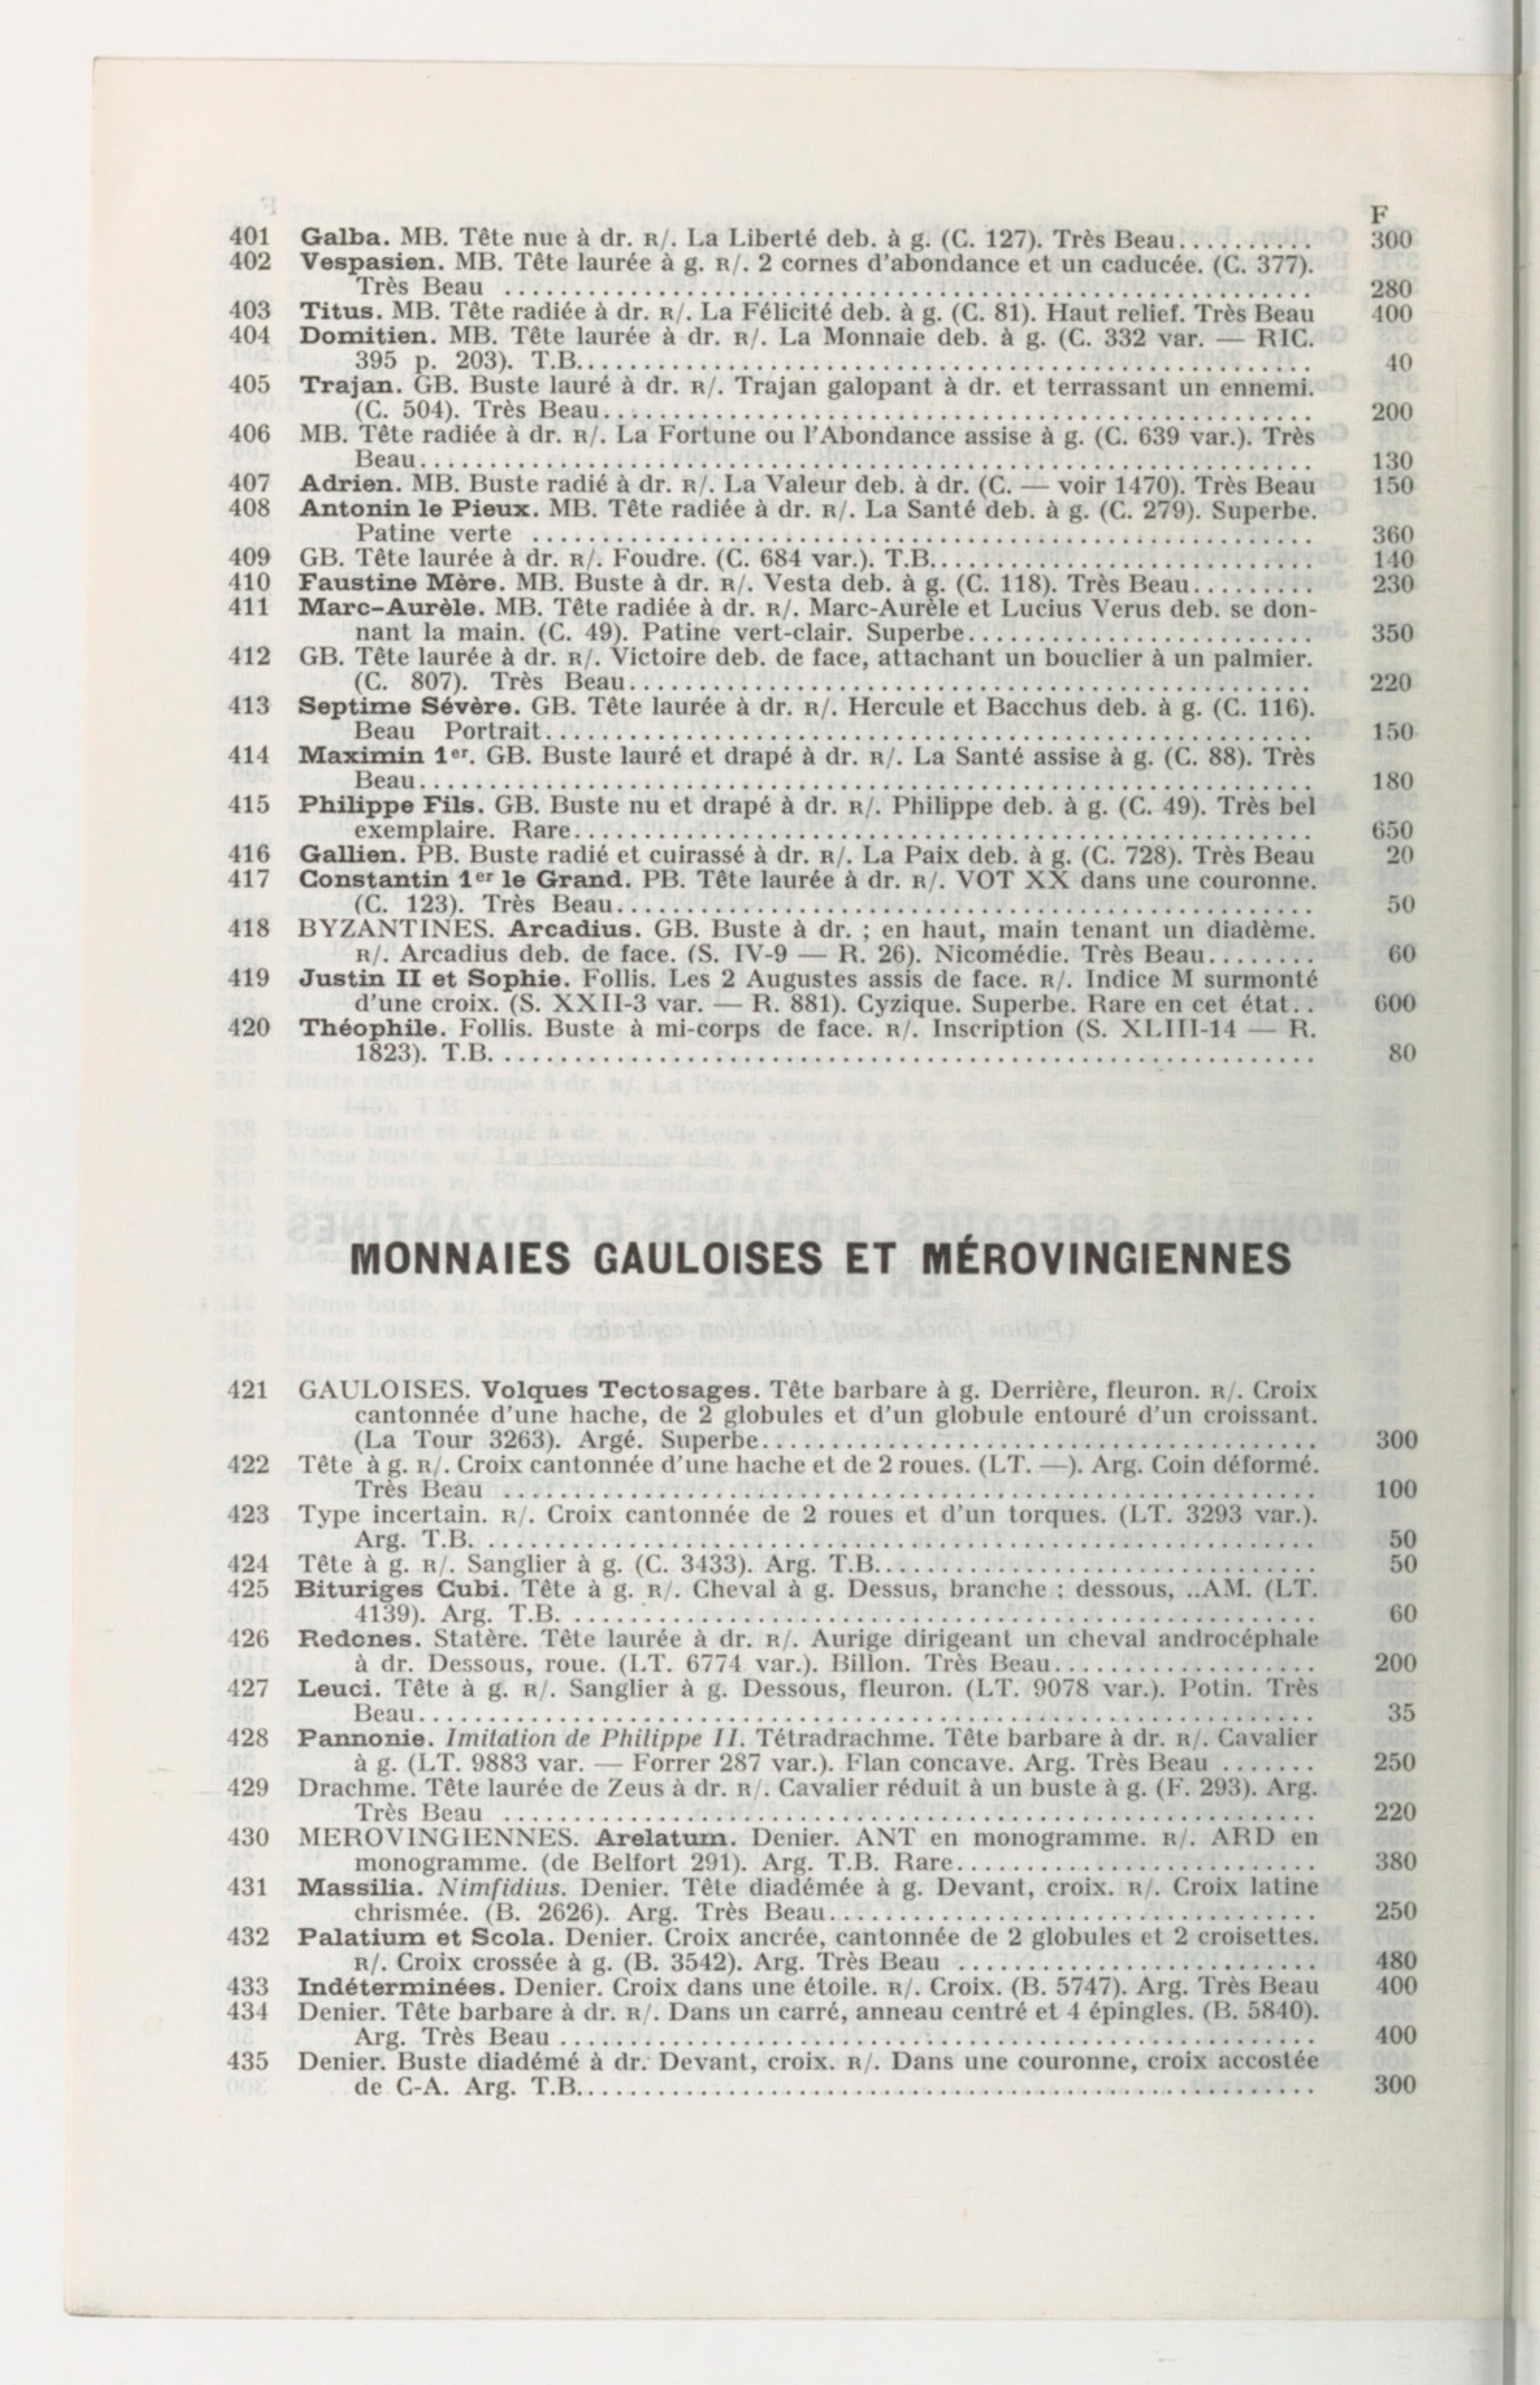 F
401 Galba. MB. Tête nue à dr. R/. La Liberté deb. à g. (C. 127). Très Beau.......... 300
402 Vespasien. MB. Tête laurée à g. R/. 2 cornes d'abondance et un caducée. (C. 377).
Très Beau .......... 280
403 Titus. MB. Tête radiée à dr. R/. La Félicité deb. à g. (C. 81). Haut relief. Très Beau 400
404 Domitien. MB. Tête laurée à dr. R/. La Monnaie deb. à g. (C. 332 var. — RIC.
395 p. 203). T.B.......... 40
405 Trajan. GB. Buste lauré à dr. R/. Trajan galopant à dr. et terrassant un ennemi.
(C. 504). Très Beau.......... 200
406 MB. Tête radiée à dr. R/. La Fortune ou l'Abondance assise à g. (C. 639 var.). Très
Beau.......... 130
407 Adrien. MB. Buste radié à dr. R/. La Valeur deb. à dr. (C. — voir 1470). Très Beau 150
408 Antonin le Pieux. MB. Tête radiée à dr. R/. La Santé deb. à g. (C. 279). Superbe.
Patine verte .......... 360
409 GB. Tête laurée à dr. R/. Foudre. (C. 684 var.). T.B.......... 140
410 Faustine Mère. MB. Buste à dr. R/. Vesta deb. à g. (C. 118). Très Beau......... 230
411 Marc-Aurèle. MB. Tête radiée à dr. R/. Marc-Aurèle et Lucius Verus deb. se don-
nant la main. (C. 49). Patine vert-clair. Superbe.......... 350
412 GB. Tête laurée à dr. R/. Victoire deb. de face, attachant un bouclier à un palmier.
(C. 807). Très Beau.......... 220
413 Septime Sévère. GB. Tête laurée à dr. R/. Hercule et Bacchus deb. à g. (C. 116).
Beau Portrait.......... 150
414 Maximin 1er. GB. Buste lauré et drapé à dr. R/. La Santé assise à g. (C. 88). Très
Beau.......... 180
415 Philippe Fils. GB. Buste nu et drapé à dr. R/. Philippe deb. à g. (C. 49). Très bel
exemplaire. Rare.......... 650
416 Gallien. PB. Buste radié et cuirassé à dr. R/. La Paix deb. à g. (C. 728). Très Beau 20
417 Constantin 1er le Grand. PB. Tête laurée à dr. R/. VOT XX dans une couronne.
(C. 123). Très Beau.......... 50
418 BYZANTINES. Arcadius. GB. Buste à dr. ; en haut, main tenant un diadème.
R/. Arcadius deb. de face. (S. IV-9 — R. 26). Nicomédie. Très Beau........ 60
419 Justin II et Sophie. Follis. Les 2 Augustes assis de face. R/. Indice M surmonté
d'une croix. (S. XXII-3 var. — R. 881). Cyzique. Superbe. Rare en cet état.. 600
420 Théophile. Follis. Buste à mi-corps de face. R/. Inscription (S. XLIII-14 — R.
1823). T.B. .......... 80
MONNAIES GAULOISES ET MÉROVINGIENNES
421 GAULOISES. Volques Tectosages. Tête barbare à g. Derrière, fleuron. R/. Croix
cantonnée d'une hache, de 2 globules et d'un globule entouré d'un croissant.
(La Tour 3263). Argé. Superbe.......... 300
422 Tête à g. R/. Croix cantonnée d'une hache et de 2 roues. (LT. —). Arg. Coin déformé.
Très Beau .......... 100
423 Type incertain. R/. Croix cantonnée de 2 roues et d'un torques. (LT. 3293 var.).
Arg. T.B. .......... 50
424 Tête à g. R/. Sanglier à g. (C. 3433). Arg. T.B.......... 50
425 Bituriges Cubi. Tête à g. R/. Cheval à g. Dessus, branche : dessous, ..AM. (LT.
4139). Arg. T.B. .......... 60
426 Redones. Statère. Tête laurée à dr. R/. Aurige dirigeant un cheval androcéphale
à dr. Dessous, roue. (LT. 6774 var.). Billon. Très Beau.......... 200
427 Leuci. Tête à g. R/. Sanglier à g. Dessous, fleuron. (LT. 9078 var.). Potin. Très
Beau.......... 35
428 Pannonie. Imitation de Philippe II. Tétradrachme. Tête barbare à dr. R/. Cavalier
à g. (LT. 9883 var. — Forrer 287 var.). Flan concave. Arg. Très Beau ....... 250
429 Drachme. Tête laurée de Zeus à dr. R/. Cavalier réduit à un buste à g. (F. 293). Arg.
Très Beau .......... 220
430 MEROVINGIENNES. Arelatum. Denier. ANT en monogramme. R/. ARD en
monogramme. (de Belfort 291). Arg. T.B. Rare.......... 380
431 Massilia. Nimfidius. Denier. Tête diadémée à g. Devant, croix. R/. Croix latine
chrismée. (B. 2626). Arg. Très Beau.......... 250
432 Palatium et Scola. Denier. Croix ancrée, cantonnée de 2 globules et 2 croisettes.
R/. Croix crossée à g. (B. 3542). Arg. Très Beau .......... 480
433 Indéterminées. Denier. Croix dans une étoile. R/. Croix. (B. 5747). Arg. Très Beau 400
434 Denier. Tête barbare à dr. R/. Dans un carré, anneau centré et 4 épingles. (B. 5840).
Arg. Très Beau .......... 400
435 Denier. Buste diadémé à dr. Devant, croix. R/. Dans une couronne, croix accostée
de C-A. Arg. T.B.......... 300